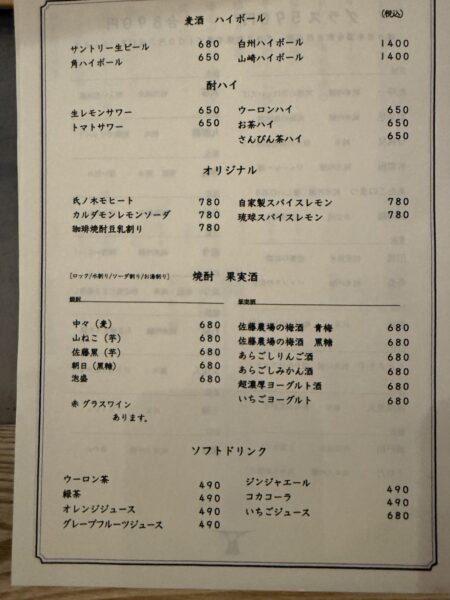 麦酒 ハイボール
(税込)
サントリー生ビール 680
角ハイボール 650
白州ハイボール 1400
山崎ハイボール 1400
酎ハイ
生レモンサワー 650
トマトサワー 650
ウーロンハイ 650
お茶ハイ 650
さんぴん茶ハイ 650
オリジナル
氏ノ木モヒート 780
カルダモンレモンソーダ 780
珈琲焼酎豆乳割り 780
自家製スパイスレモン 780
琉球スパイスレモン 780
[ロック/水割り/ソーダ割り/お湯割り]
焼酎 果実酒
焼酎
中々（麦） 680
山ねこ（芋） 680
佐藤黒（芋） 680
朝日（黒糖） 680
泡盛 680
赤 グラスワイン
あります。
果実酒
佐藤農場の梅酒 青梅 680
佐藤農場の梅酒 黒糖 680
あらごしりんご酒 680
あらごしみかん酒 680
超濃厚ヨーグルト酒 680
いちごヨーグルト 680
ソフトドリンク
ウーロン茶 490
緑茶 490
オレンジジュース 490
グレープフルーツジュース 490
ジンジャエール 490
コカコーラ 490
いちごジュース 680